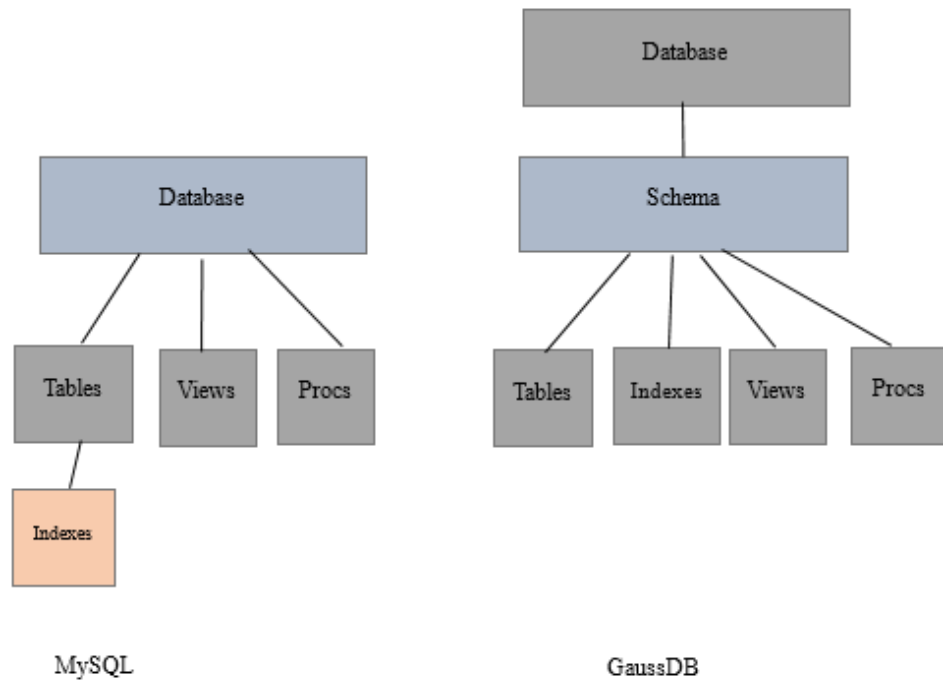 Database
Database
Schema
Tables
Views
Procs
Tables
Indexes
Views
Procs
Indexes
MySQL
GaussDB